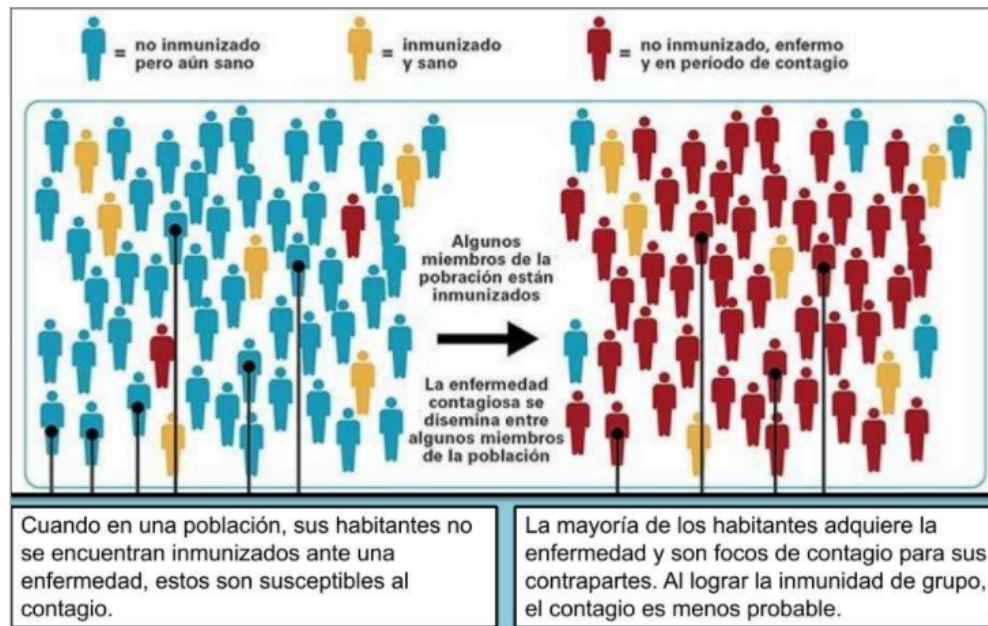 = no inmunizado
pero aún sano
= inmunizado
y sano
= no inmunizado, enfermo
y en período de contagio
Algunos
miembros de la
pobración están
inmunizados
La enfermedad
contagiosa se
disemina entre
algunos miembros
de la población
Cuando en una población, sus habitantes no
se encuentran inmunizados ante una
enfermedad, estos son susceptibles al
contagio.
La mayoría de los habitantes adquiere la
enfermedad y son focos de contagio para sus
contrapartes. Al lograr la inmunidad de grupo,
el contagio es menos probable.